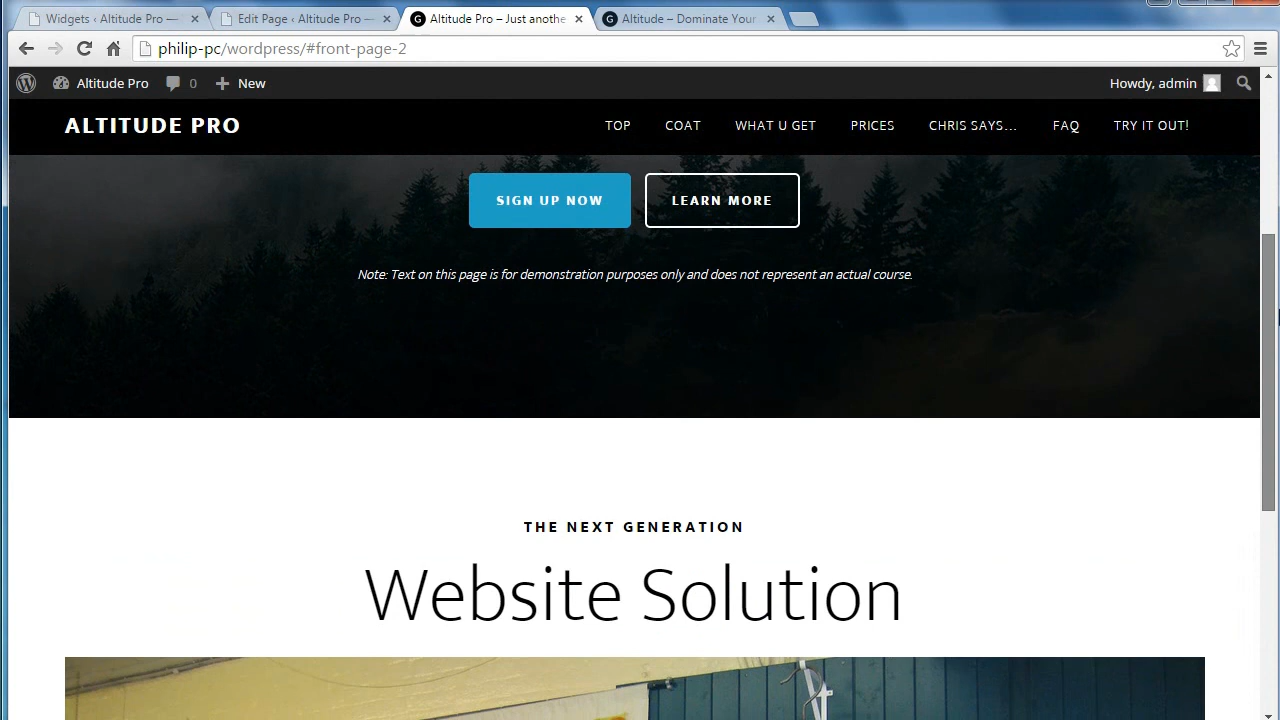 Widgets ‹ Altitude Pro — Edit Page ‹ Altitude Pro — Altitude Pro – Just anothe Altitude – Dominate Your
philip-pc/wordpress/#front-page-2
Altitude Pro 0 New Howdy, admin
ALTITUDE PRO TOP COAT WHAT U GET PRICES CHRIS SAYS... FAQ TRY IT OUT!
SIGN UP NOW LEARN MORE
Note: Text on this page is for demonstration purposes only and does not represent an actual course.
THE NEXT GENERATION
Website Solution